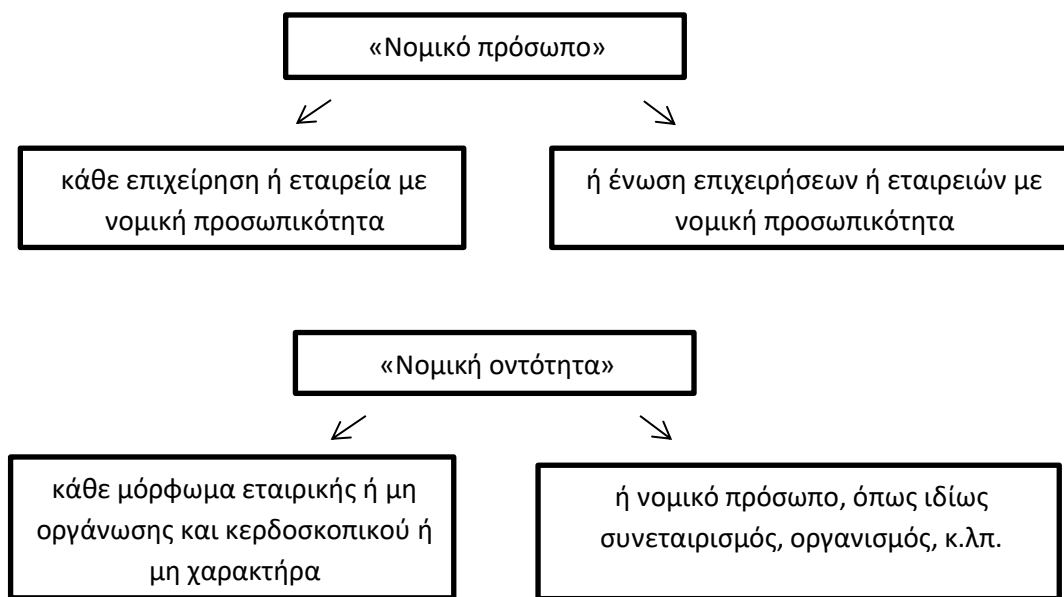 «Νομικό πρόσωπο»
κάθε επιχείρηση ή εταιρεία με
νομική προσωπικότητα
ή ένωση επιχειρήσεων ή εταιρειών με
νομική προσωπικότητα
«Νομική οντότητα»
κάθε μόρφωμα εταιρικής ή μη
οργάνωσης και κερδοσκοπικού ή
μη χαρακτήρα
ή νομικό πρόσωπο, όπως ιδίως
συνεταιρισμός, οργανισμός, κ.λπ.